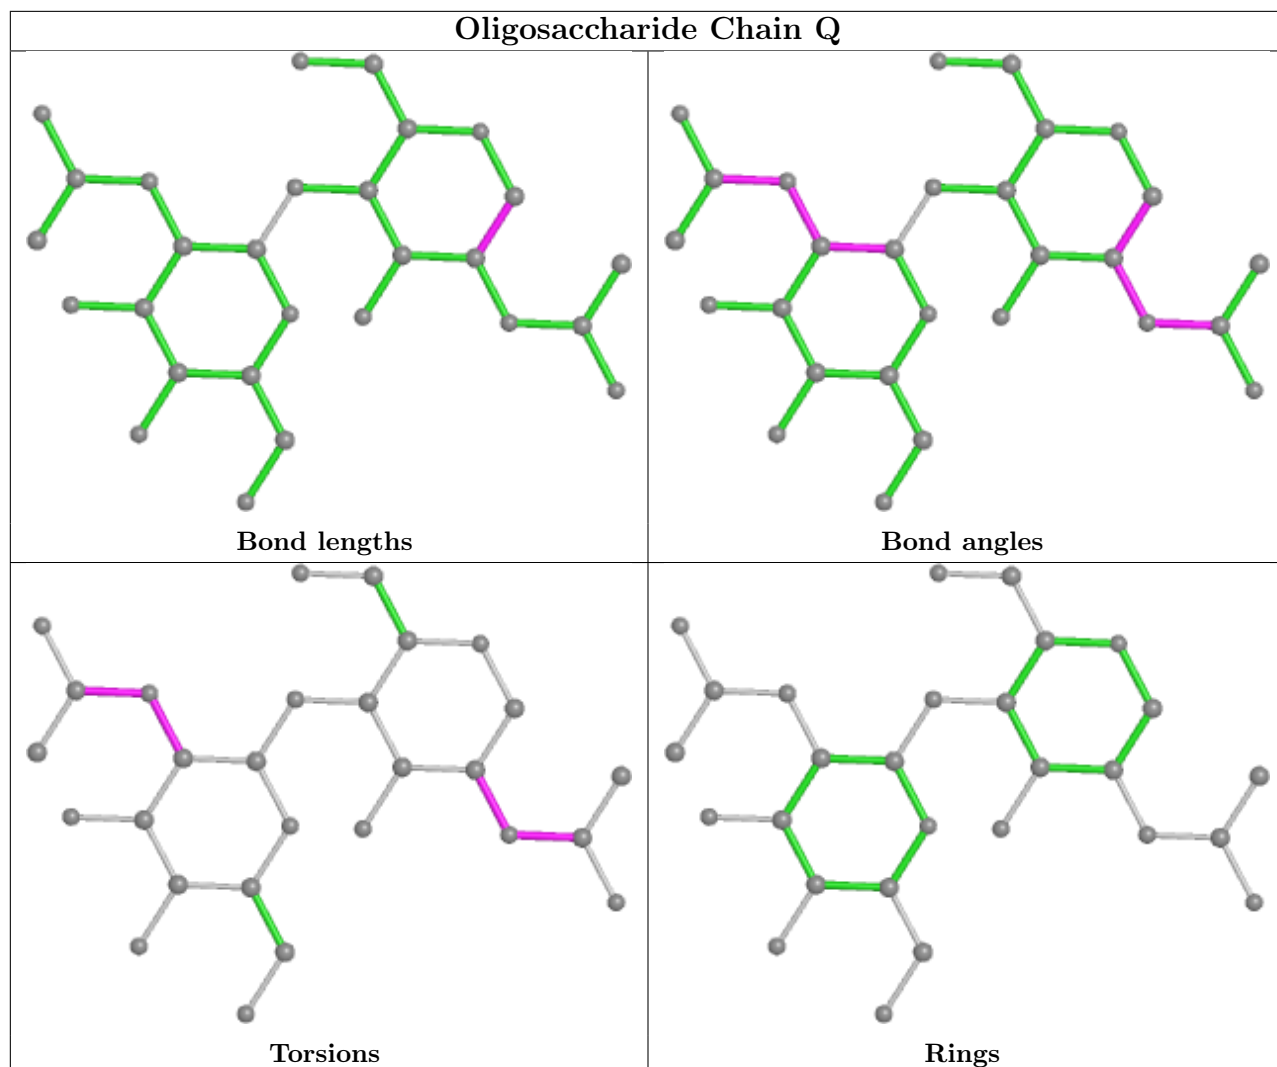 Oligosaccharide Chain Q
Bond lengths
Bond angles
Torsions
Rings